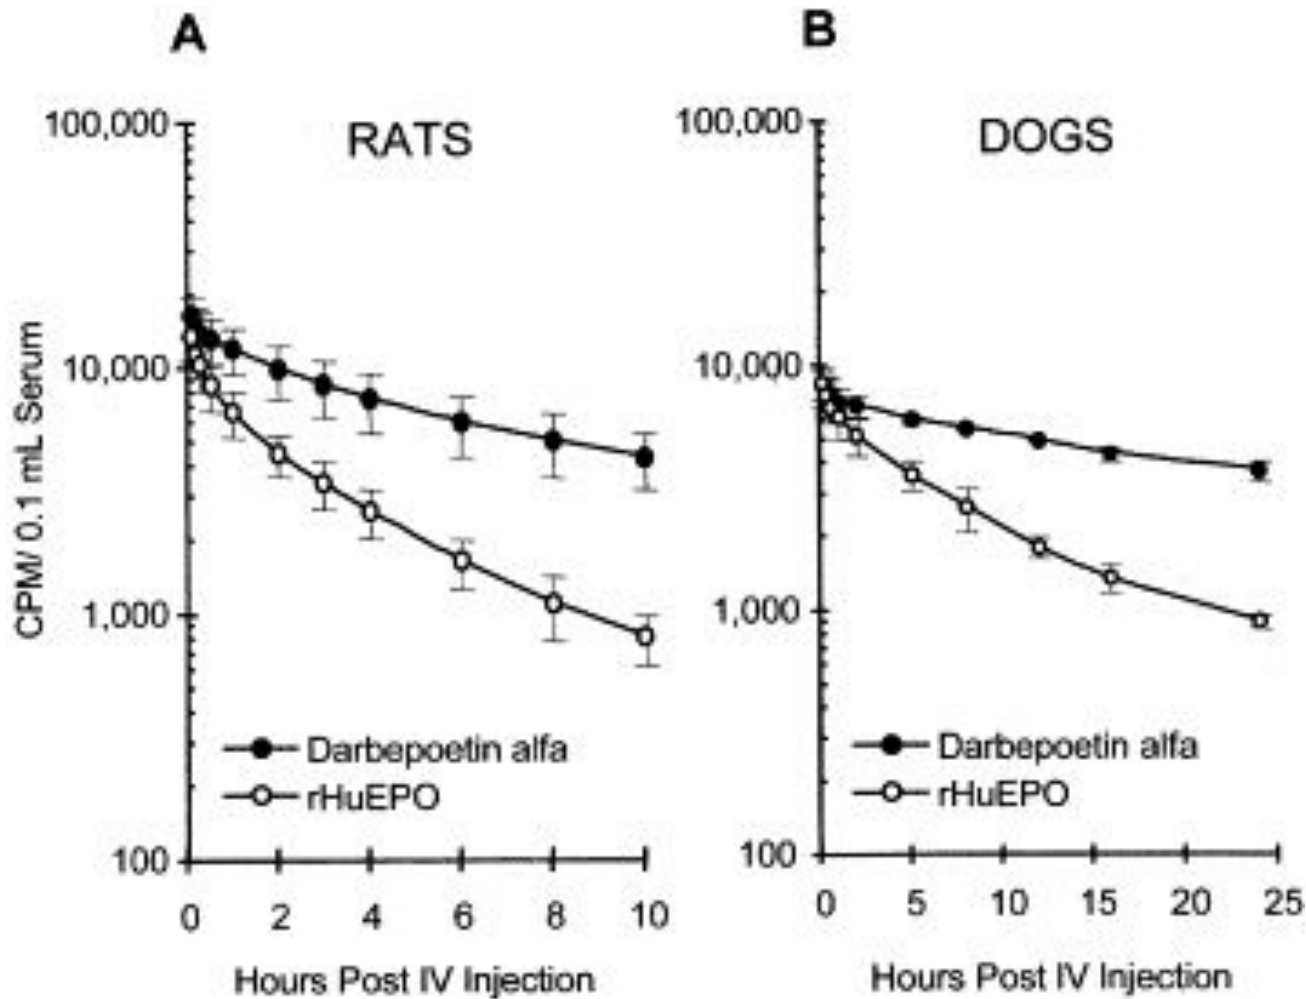 A
RATS
CPM/ 0.1 mL Serum
100,000
10,000
1,000
100
Darbepoetin alfa
rHuEPO
0 2 4 6 8 10
Hours Post IV Injection
B
DOGS
100,000
10,000
1,000
100
Darbepoetin alfa
rHuEPO
0 5 10 15 20 25
Hours Post IV Injection